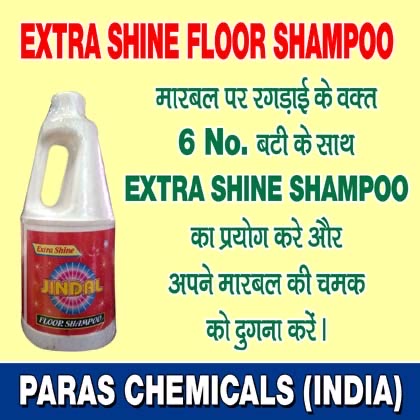 EXTRA SHINE FLOOR SHAMPOO
मारबल पर रगड़ाई के वक्त
6 No. बटी के साथ
EXTRA SHINE SHAMPOO
का प्रयोग करे और
अपने मारबल की चमक
को दुगना करें।
Extra Shine
JINDAL
FLOOR SHAMPOO
PARAS CHEMICALS (INDIA)